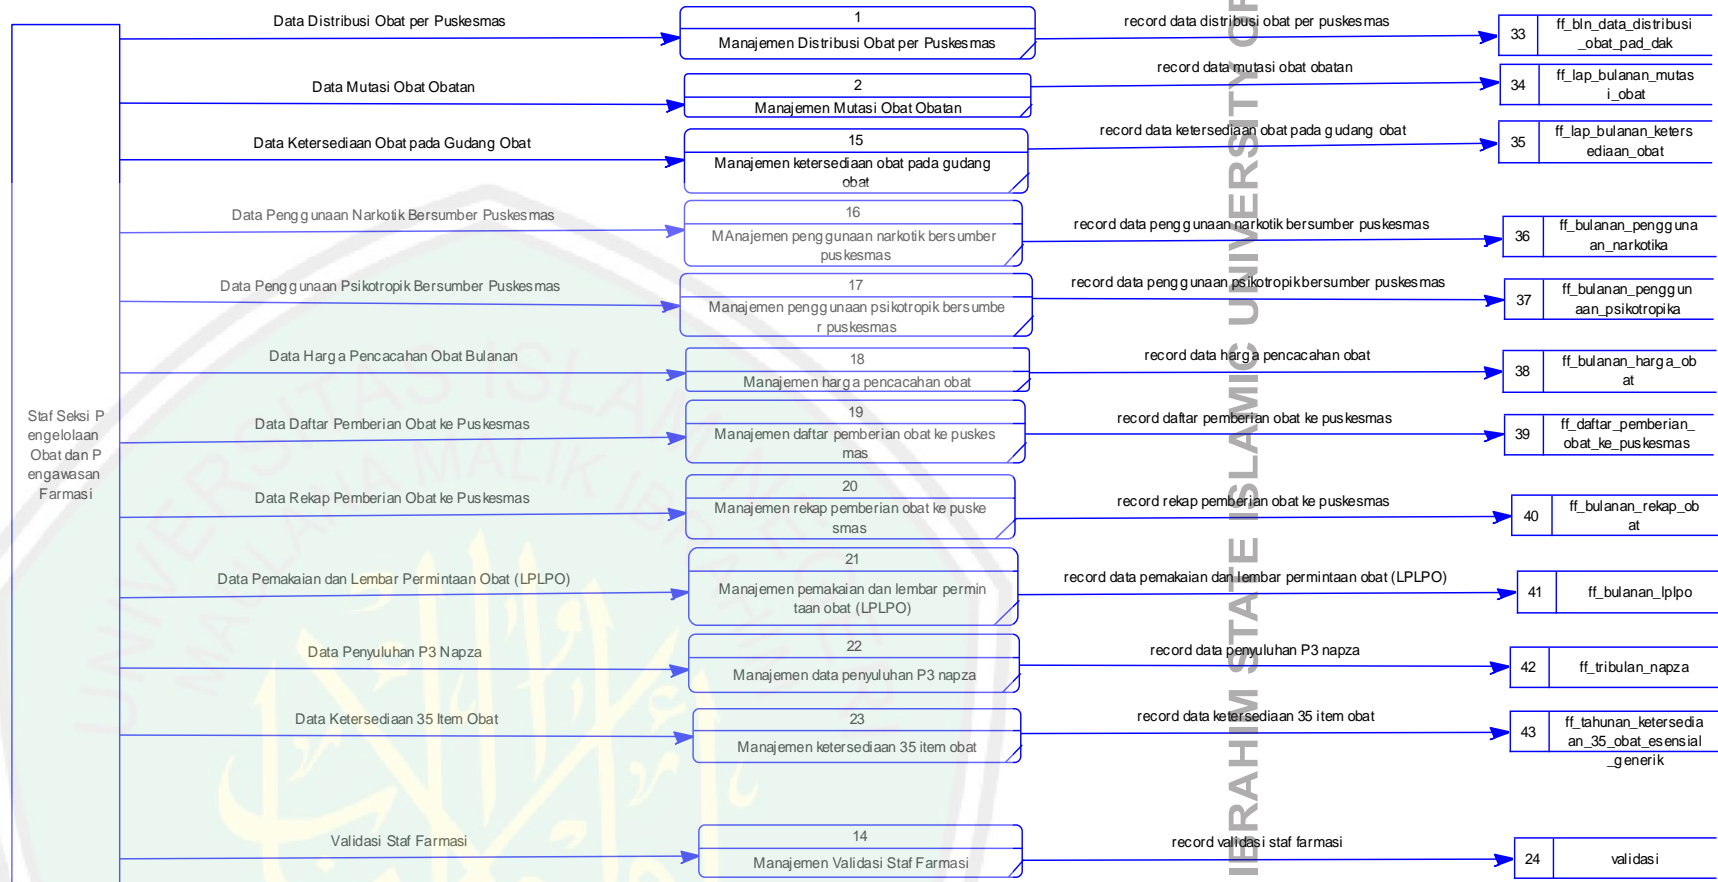 Staf Seksi P
engelolaan
Obat dan P
engawasan
Farmasi
Data Distribusi Obat per Puskesmas
1
Manajemen Distribusi Obat per Puskesmas
record data distribusi obat per puskesmas
33
ff_bln_data_distribusi
_obat_pad_dak
Data Mutasi Obat Obatan
2
Manajemen Mutasi Obat Obatan
record data mutasi obat obatan
34
ff_lap_bulanan_mutas
i_obat
Data Ketersediaan Obat pada Gudang Obat
15
Manajemen ketersediaan obat pada gudang
obat
record data ketersediaan obat pada gudang obat
35
ff_lap_bulanan_keters
ediaan_obat
Data Penggunaan Narkotik Bersumber Puskesmas
16
MAnajemen penggunaan narkotik bersumber
puskesmas
record data penggunaan narkotik bersumber puskesmas
36
ff_bulanan_pengguna
an_narkotika
Data Penggunaan Psikotropik Bersumber Puskesmas
17
Manajemen penggunaan psikotropik bersumbe
r puskesmas
record data penggunaan psikotropik bersumber puskesmas
37
ff_bulanan_penggun
aan_psikotropika
Data Harga Pencacahan Obat Bulanan
18
Manajemen harga pencacahan obat
record data harga pencacahan obat
38
ff_bulanan_harga_ob
at
Data Daftar Pemberian Obat ke Puskesmas
19
Manajemen daftar pemberian obat ke puskes
mas
record daftar pemberian obat ke puskesmas
39
ff_daftar_pemberian_
obat_ke_puskesmas
Data Rekap Pemberian Obat ke Puskesmas
20
Manajemen rekap pemberian obat ke puske
smas
record rekap pemberian obat ke puskesmas
40
ff_bulanan_rekap_ob
at
Data Pemakaian dan Lembar Permintaan Obat (LPLPO)
21
Manajemen pemakaian dan lembar permin
taan obat (LPLPO)
record data pemakaian dan lembar permintaan obat (LPLPO)
41
ff_bulanan_lplpo
Data Penyuluhan P3 Napza
22
Manajemen data penyuluhan P3 napza
record data penyuluhan P3 napza
42
ff_tribulan_napza
Data Ketersediaan 35 Item Obat
23
Manajemen ketersediaan 35 item obat
record data ketersediaan 35 item obat
43
ff_tahunan_ketersedia
an_35_obat_esensial
_generik
Validasi Staf Farmasi
14
Manajemen Validasi Staf Farmasi
record validasi staf farmasi
24
validasi
IBRAHIM STATE ISLAMIC UNIVERSITY OF
UNIVERSITAS ISLAM NEGERI
MAULANA MALIK IBRAHIM